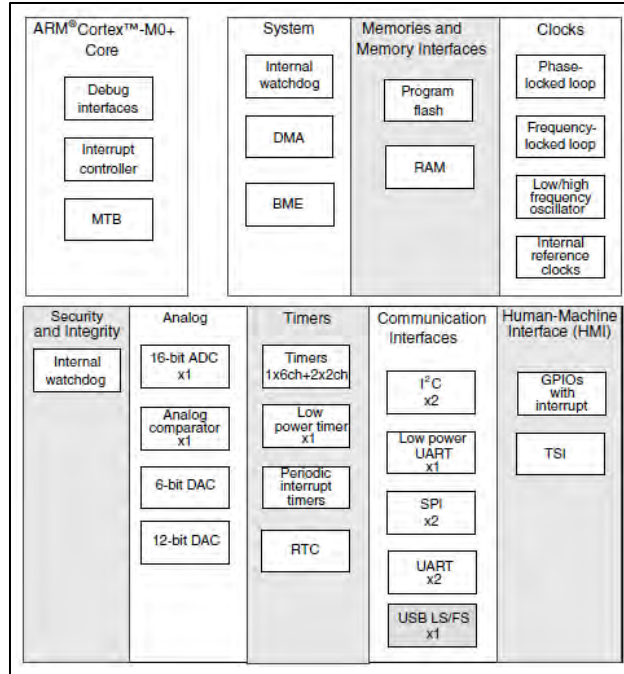 ARM®Cortex™-M0+
Core
Debug
interfaces
Interrupt
controller
MTB
System
Internal
watchdog
DMA
BME
Memories and
Memory Interfaces
Program
flash
RAM
Clocks
Phase-
locked loop
Frequency-
locked loop
Low/high
frequency
oscillator
Internal
reference
clocks
Security
and Integrity
Internal
watchdog
Analog
16-bit ADC
x1
Analog
comparator
x1
6-bit DAC
12-bit DAC
Timers
Timers
1x6ch+2x2ch
Low
power timer
x1
Periodic
interrupt
timers
RTC
Communication
Interfaces
I²C
x2
Low power
UART
x1
SPI
x2
UART
x2
USB LS/FS
x1
Human-Machine
Interface (HMI)
GPIOs
with
interrupt
TSI